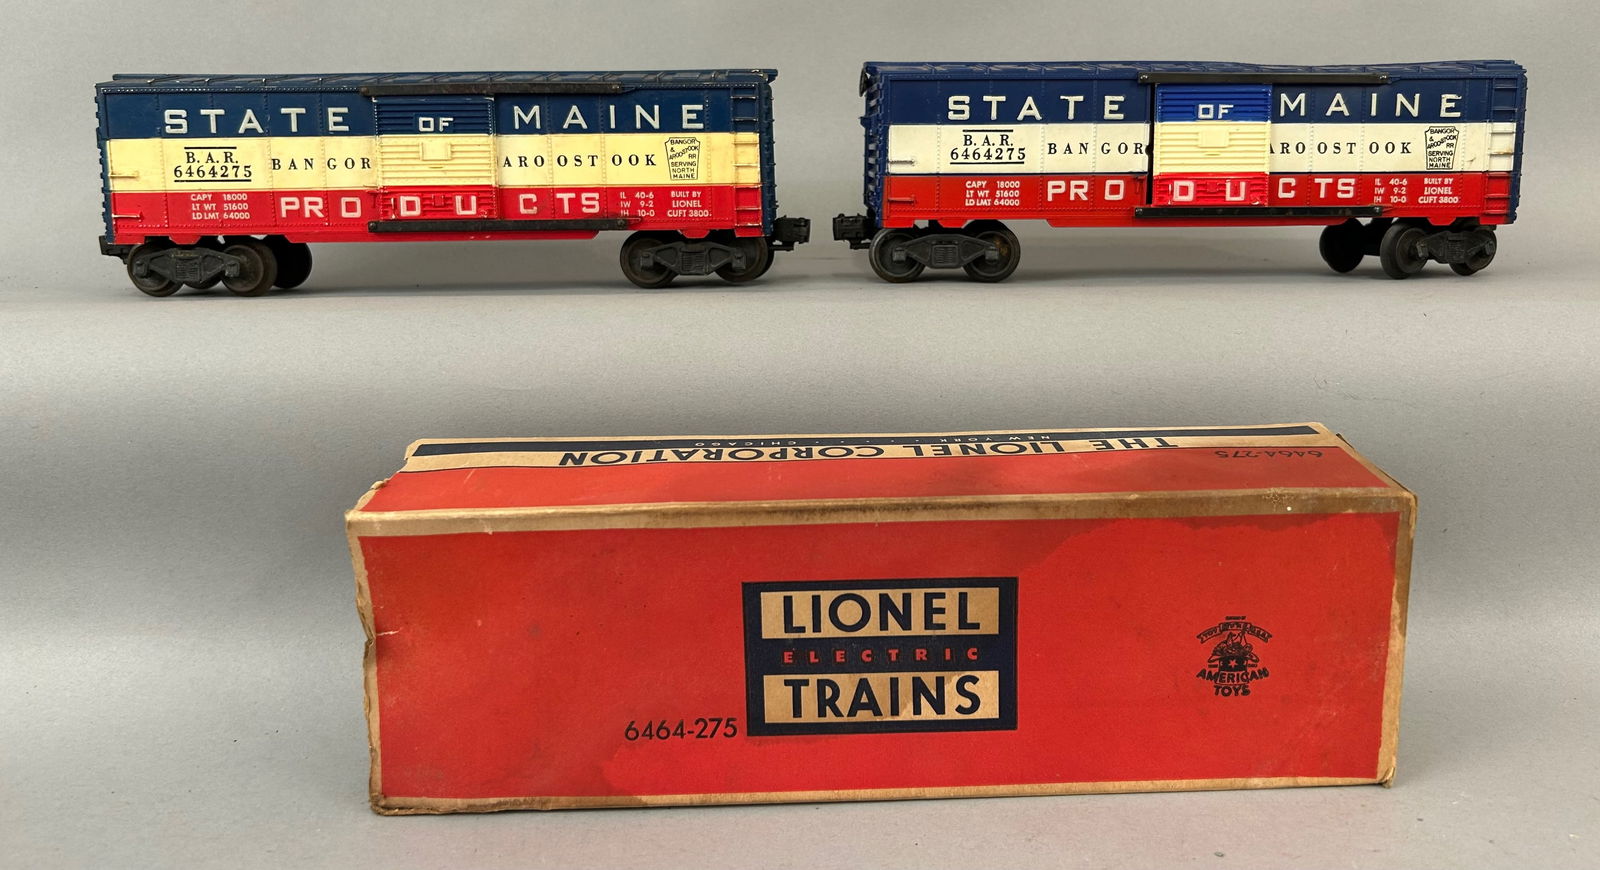 STATE OF MAINE
B.A.R.
6464275
BANGOR AROOSTOOK
BANGOR
&
AROOSTOOK
RR
SERVING
NORTH
MAINE
PRODUCTS
CAPY 18000
LT WT 51600
LD LMT 64000
IL 40-6
IW 9-2
IH 10-0
BUILT BY
LIONEL
CUFT 3800
STATE OF MAINE
B.A.R.
6464275
BANGOR AROOSTOOK
BANGOR
&
AROOSTOOK
RR
SERVING
NORTH
MAINE
PRODUCTS
CAPY 18000
LT WT 51600
LD LMT 64000
IL 40-6
IW 9-2
IH 10-0
BUILT BY
LIONEL
CUFT 3800
NEW YORK · · · · CHICAGO
THE LIONEL CORPORATION
6464-275
LIONEL
ELECTRIC
TRAINS
6464-275
AMERICAN
TOYS